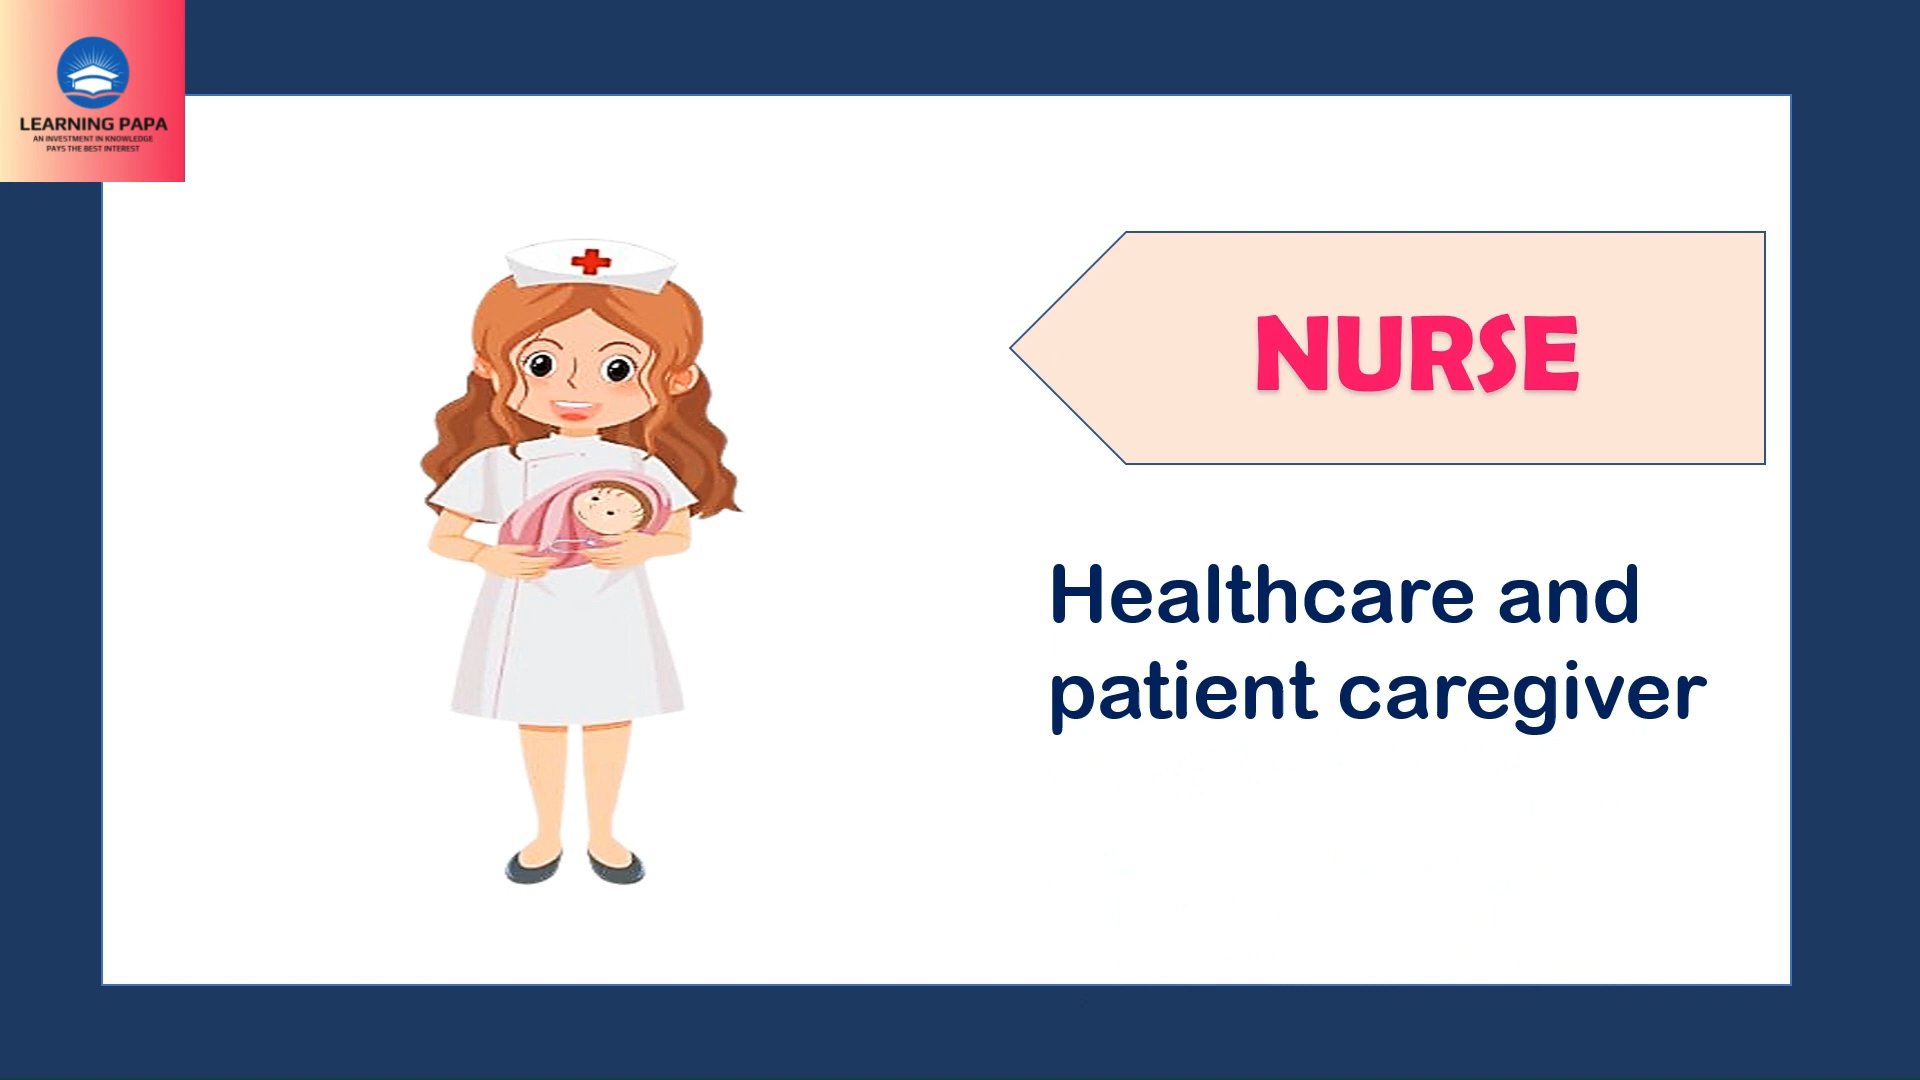 LEARNING PAPA
AN INVESTMENT IN KNOWLEDGE
PAYS THE BEST INTEREST
NURSE
Healthcare and
patient caregiver